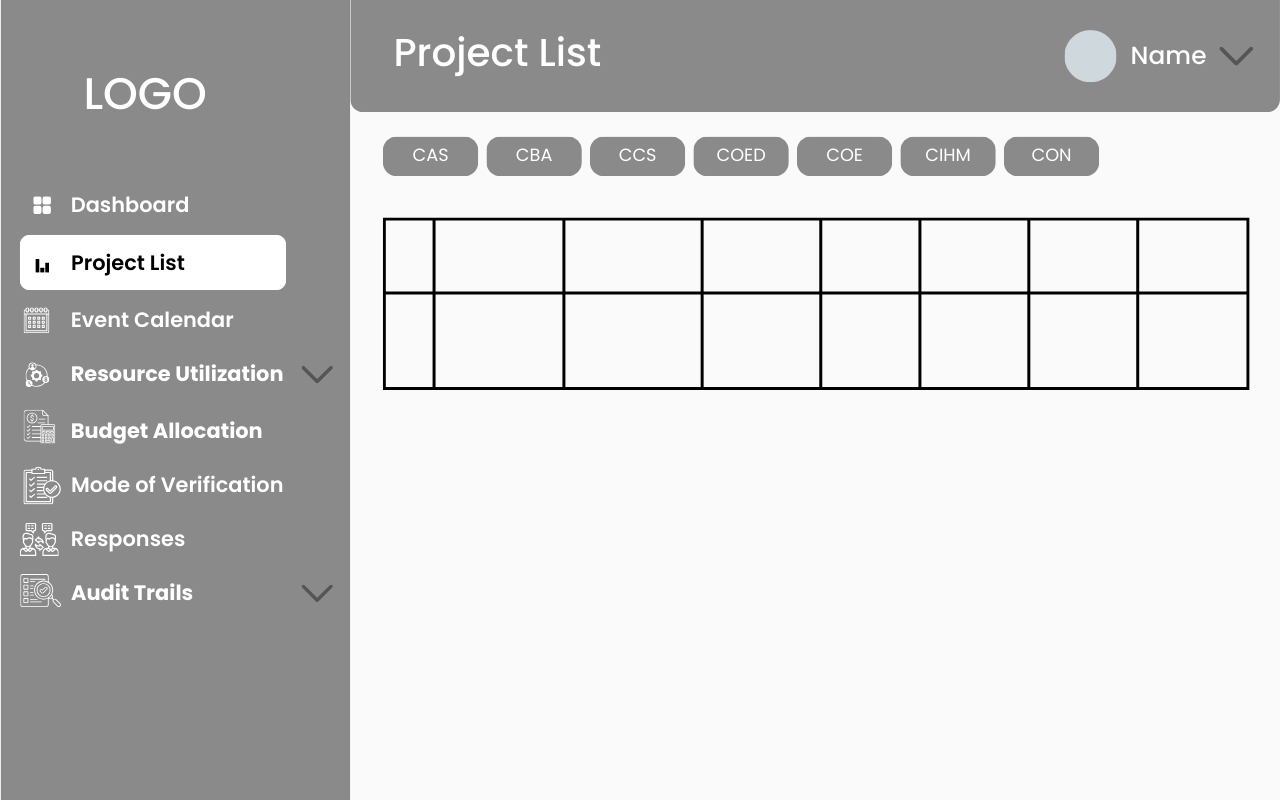 LOGO
Dashboard
Project List
Event Calendar
Resource Utilization
Budget Allocation
Mode of Verification
Responses
Audit Trails
Project List
Name
CAS CBA CCS COED COE CIHM CON